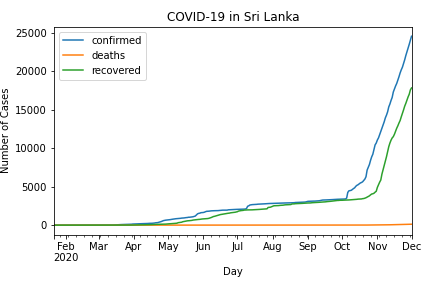 COVID-19 in Sri Lanka
confirmed
deaths
recovered
Number of Cases
25000
20000
15000
10000
5000
0
Feb Mar Apr May Jun Jul Aug Sep Oct Nov Dec
2020
Day